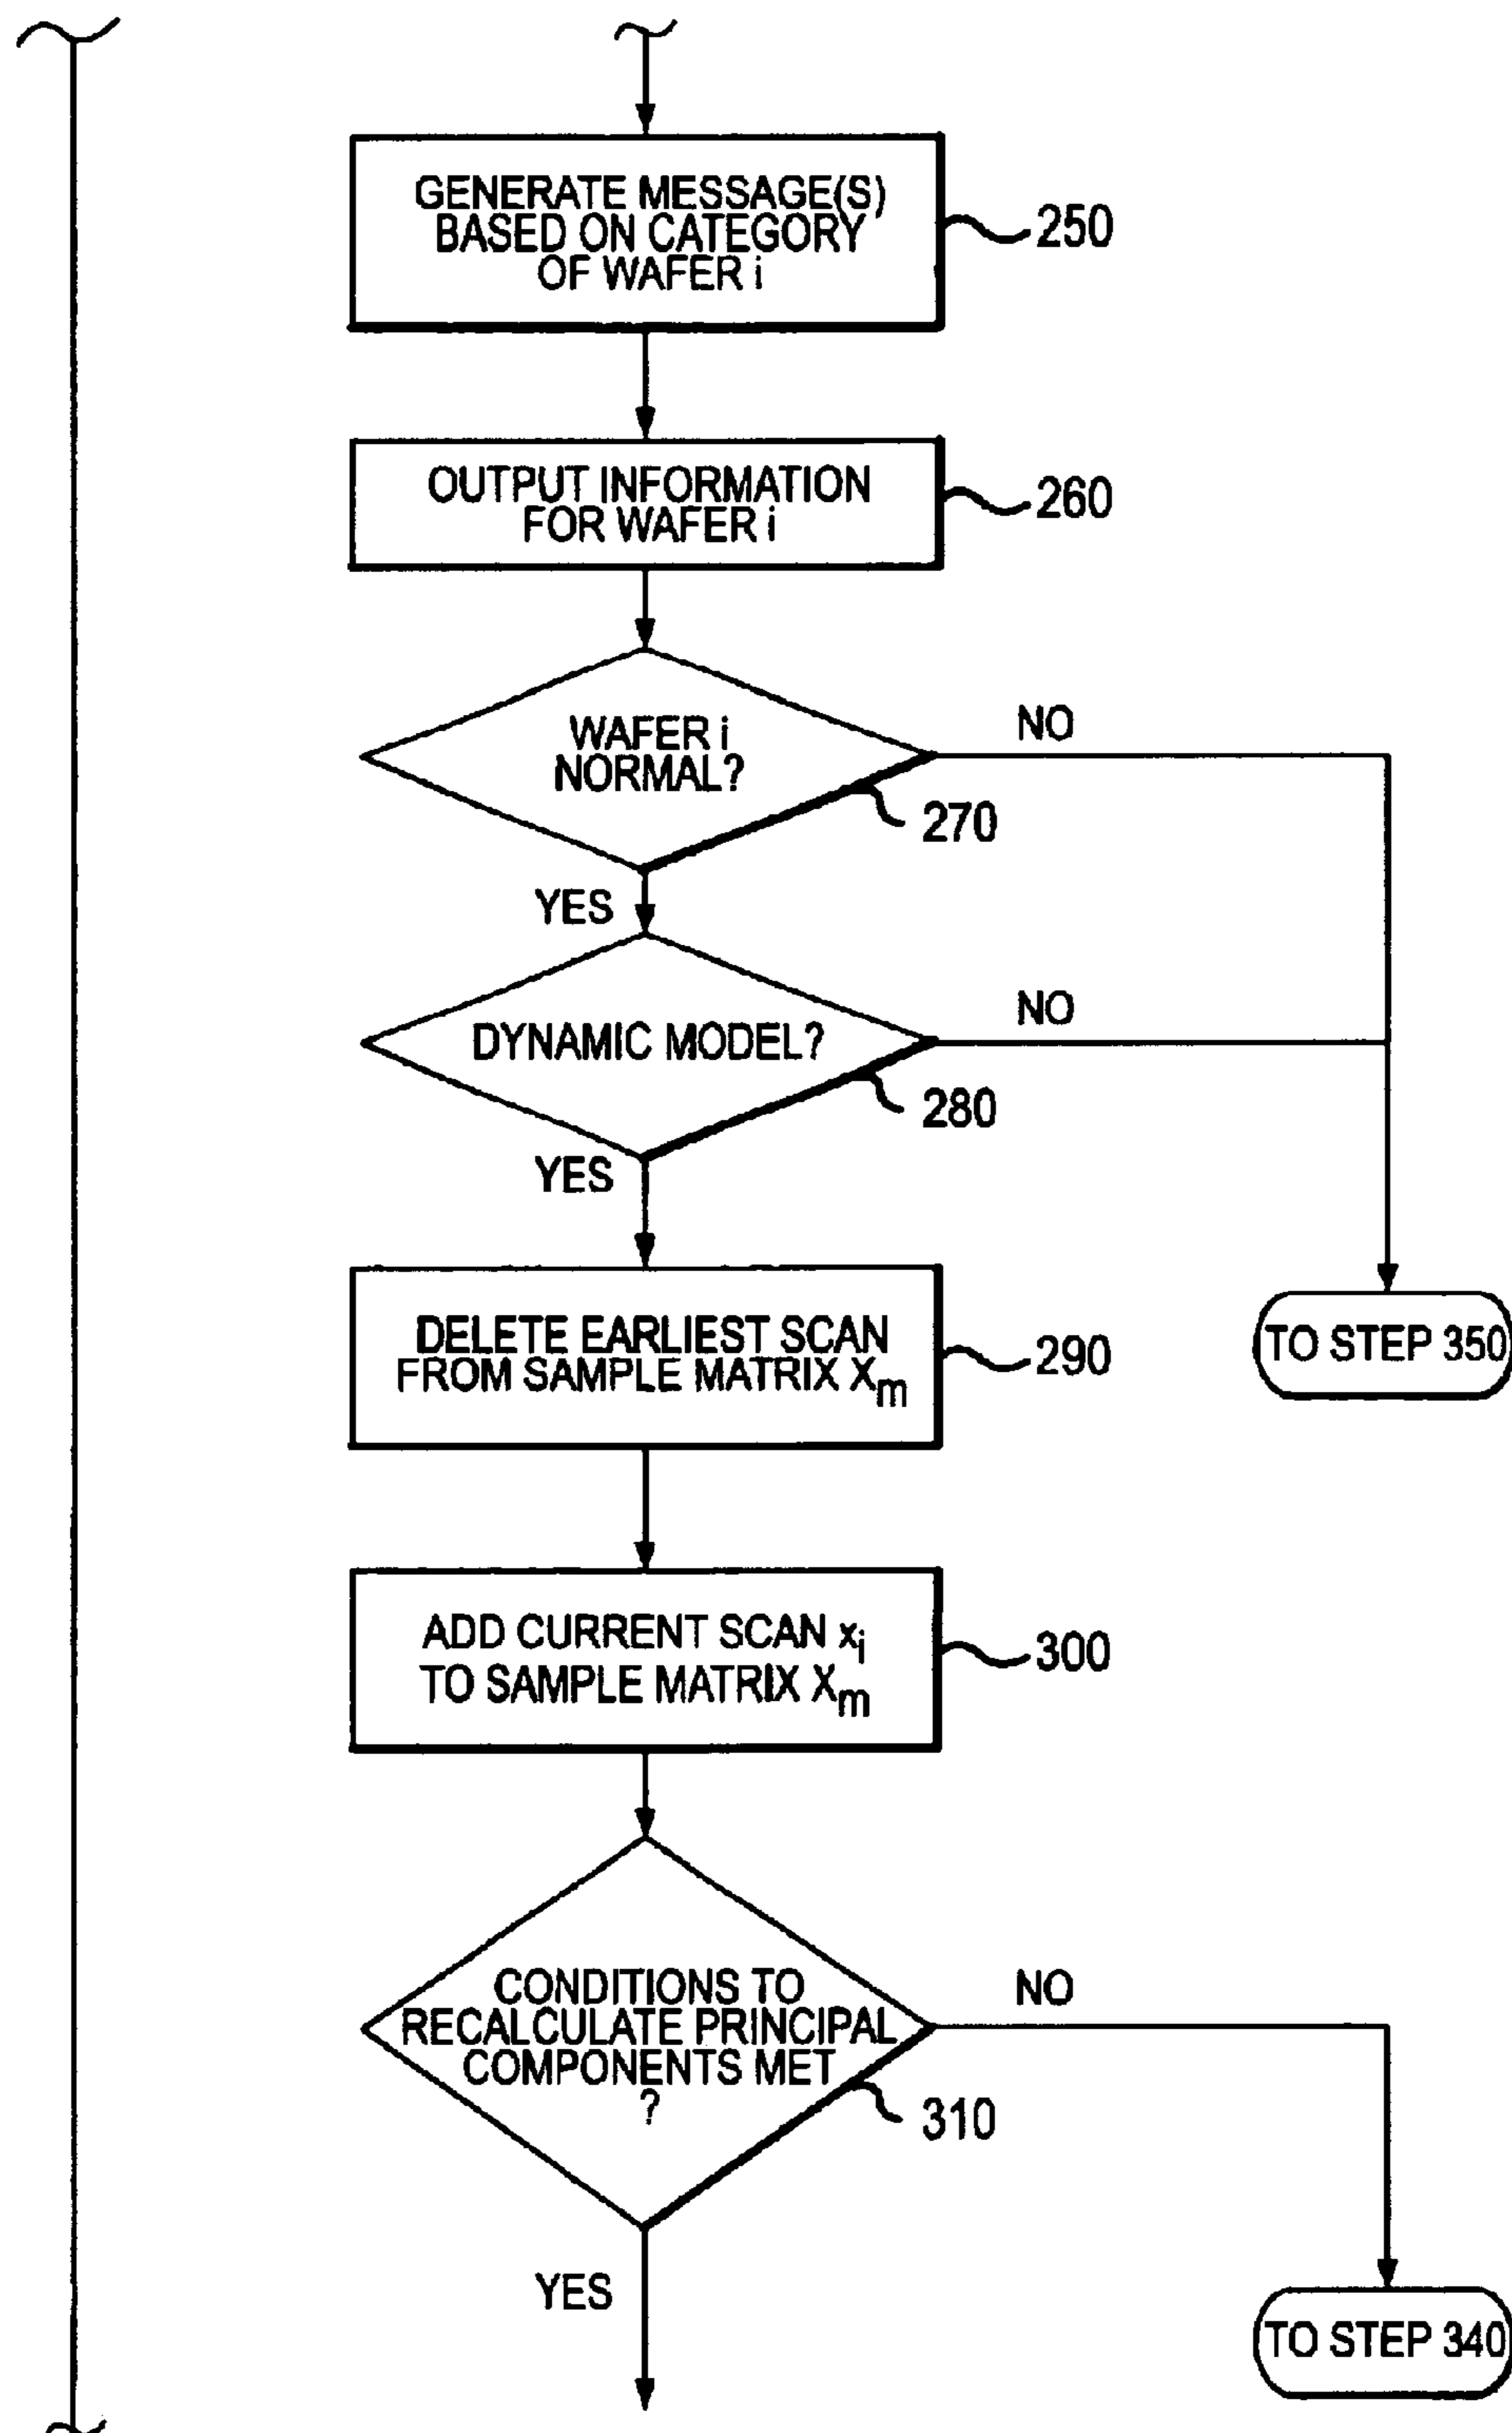 GENERATE MESSAGE(S)
BASED ON CATEGORY
OF WAFER i
250
OUTPUT INFORMATION
FOR WAFER i
260
WAFER i
NORMAL?
NO
270
YES
DYNAMIC MODEL?
NO
280
YES
DELETE EARLIEST SCAN
FROM SAMPLE MATRIX Xm
290
TO STEP 350
ADD CURRENT SCAN xi
TO SAMPLE MATRIX Xm
300
CONDITIONS TO
RECALCULATE PRINCIPAL
COMPONENTS MET
?
NO
310
YES
TO STEP 340